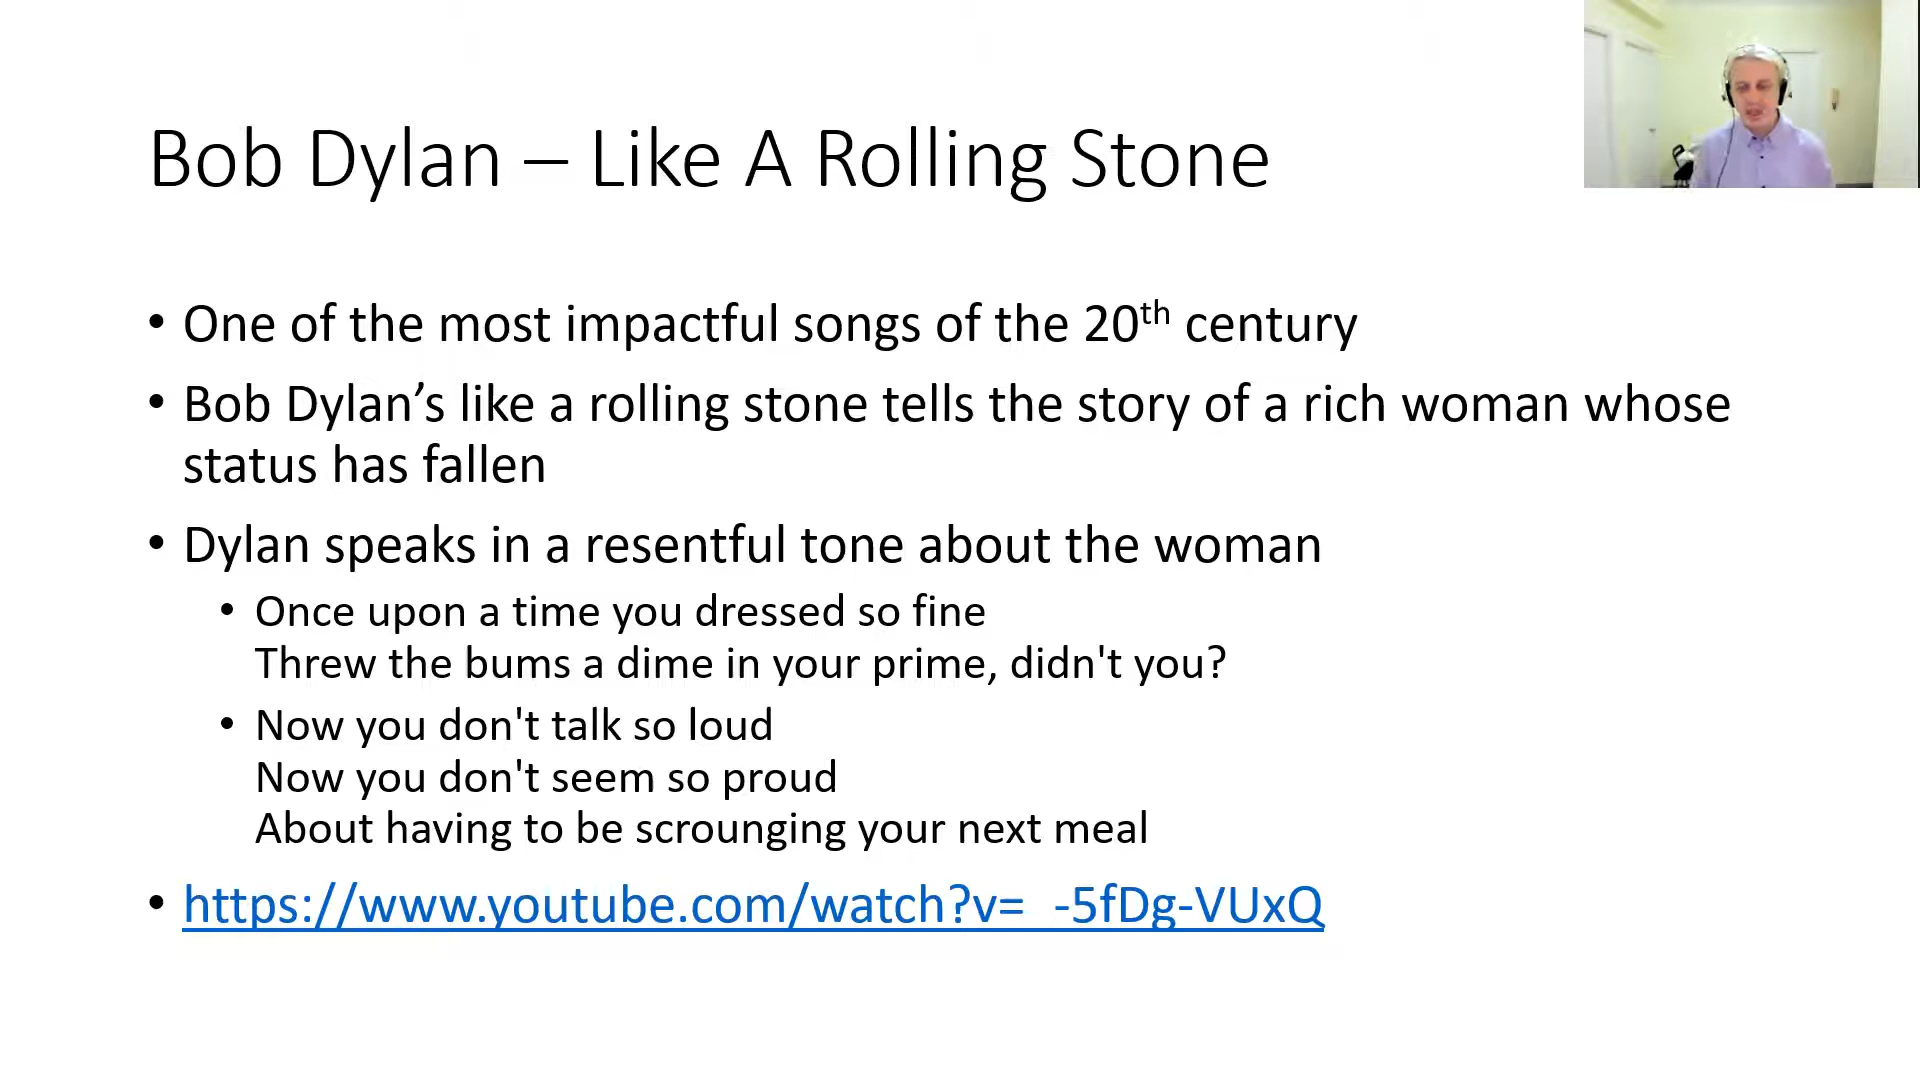 Bob Dylan – Like A Rolling Stone
• One of the most impactful songs of the 20th century
• Bob Dylan’s like a rolling stone tells the story of a rich woman whose
status has fallen
• Dylan speaks in a resentful tone about the woman
• Once upon a time you dressed so fine
Threw the bums a dime in your prime, didn't you?
• Now you don't talk so loud
Now you don't seem so proud
About having to be scrounging your next meal
• https://www.youtube.com/watch?v=_-5fDg-VUxQ